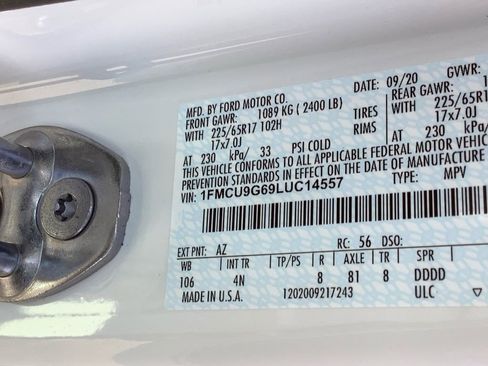 DATE: 09/20 GVWR:
MFD. BY FORD MOTOR CO.
FRONT GAWR: 1089 KG ( 2400 LB) REAR GAWR: 1
WITH 225/65R17 102H TIRES WITH 225/65R17
17x7.0J RIMS 17x7.0J
AT 230 kPa/ 33 PSI COLD AT 230 kPa/
THIS VEHICLE CONFORMS TO ALL APPLICABLE FEDERAL MOTOR VEHIC
PREVENTION STANDARDS IN EFFECT ON THE DATE OF MANUFACTUR
VIN: 1FMCU9G69LUC14557 TYPE: MPV
EXT PNT: AZ RC: 56 DSO:
WB INT TR TP/PS R AXLE TR SPR
106 4N 8 81 8 DDDD
MADE IN U.S.A. 1202009217243 ULC